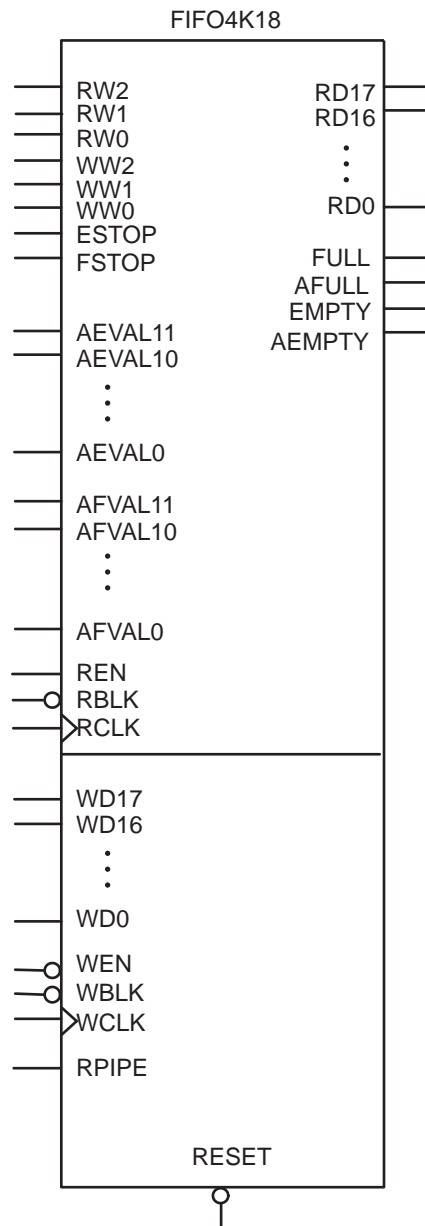 FIFO4K18
RW2
RW1
RW0
WW2
WW1
WW0
ESTOP
FSTOP
AEVAL11
AEVAL10
AEVAL0
AFVAL11
AFVAL10
AFVAL0
REN
RBLK
RCLK
RD17
RD16
RD0
FULL
AFULL
EMPTY
AEMPTY
WD17
WD16
WD0
WEN
WBLK
WCLK
RPIPE
RESET